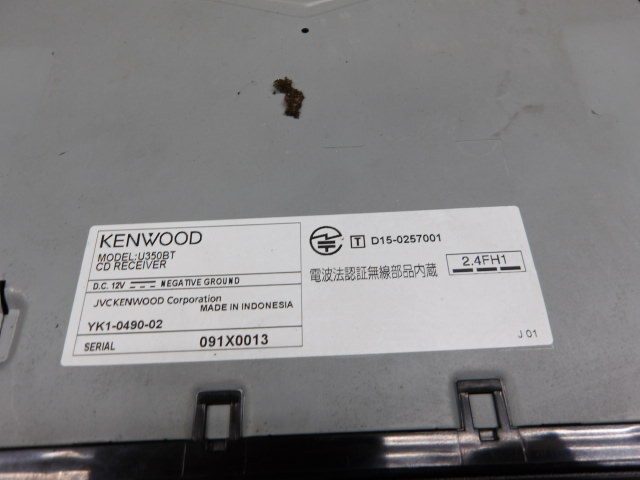 KENWOOD
MODEL:U350BT
CD RECEIVER
D.C. 12V NEGATIVE GROUND
JVCKENWOOD Corporation
MADE IN INDONESIA
YK1-0490-02
SERIAL 091X0013
T D15-0257001
電波法認証無線部品内蔵
2.4FH1
J 01